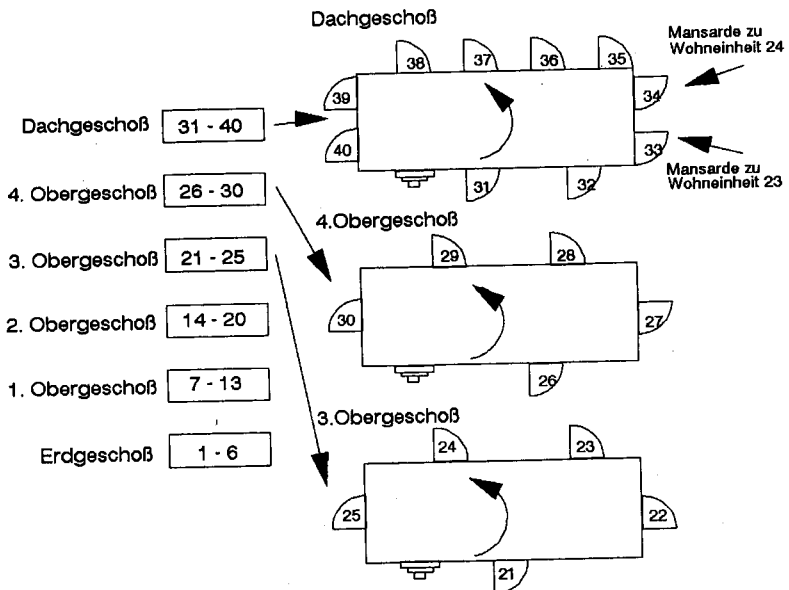 Dachgeschoß
38
37
36
35
39
34
40
33
31
32
Mansarde zu
Wohneinheit 24
Mansarde zu
Wohneinheit 23
Dachgeschoß 31 - 40
4. Obergeschoß 26 - 30
3. Obergeschoß 21 - 25
2. Obergeschoß 14 - 20
1. Obergeschoß 7 - 13
Erdgeschoß 1 - 6
4.Obergeschoß
29
28
30
27
26
3.Obergeschoß
24
23
25
22
21